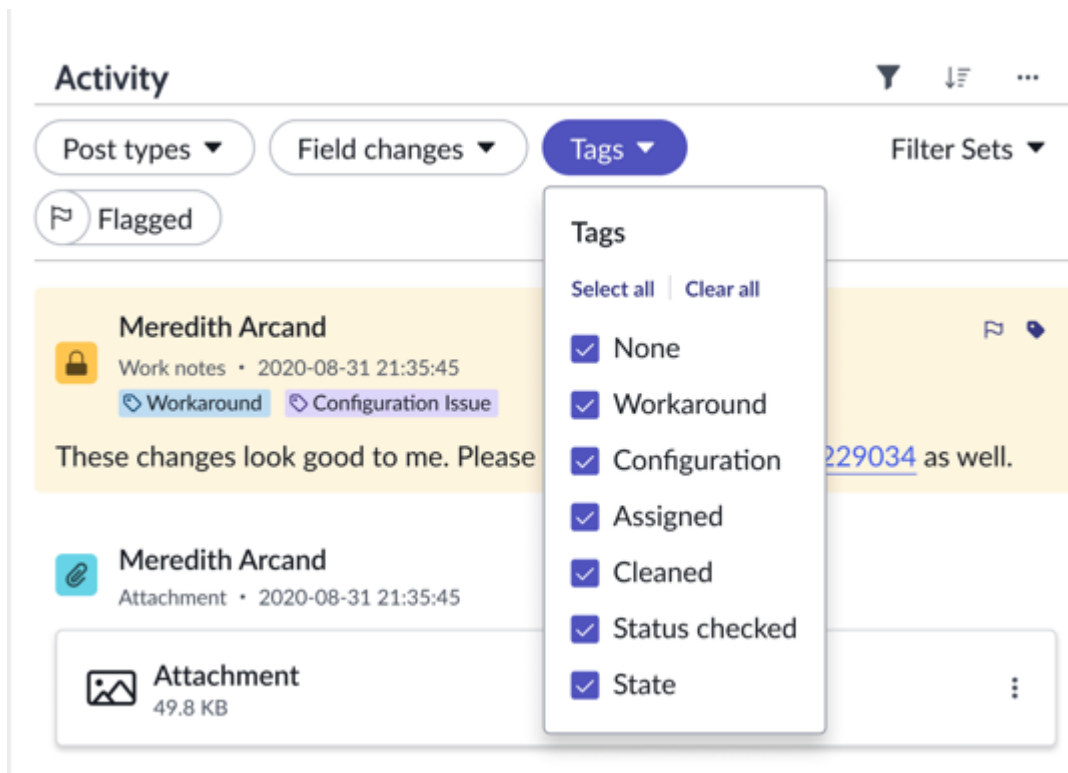 Activity
Post types
Field changes
Tags
Filter Sets
Flagged
Tags
Select all
Clear all
None
Workaround
Configuration
Assigned
Cleaned
Status checked
State
Meredith Arcand
Work notes • 2020-08-31 21:35:45
Workaround
Configuration Issue
These changes look good to me. Please
229034 as well.
Meredith Arcand
Attachment • 2020-08-31 21:35:45
Attachment
49.8 KB